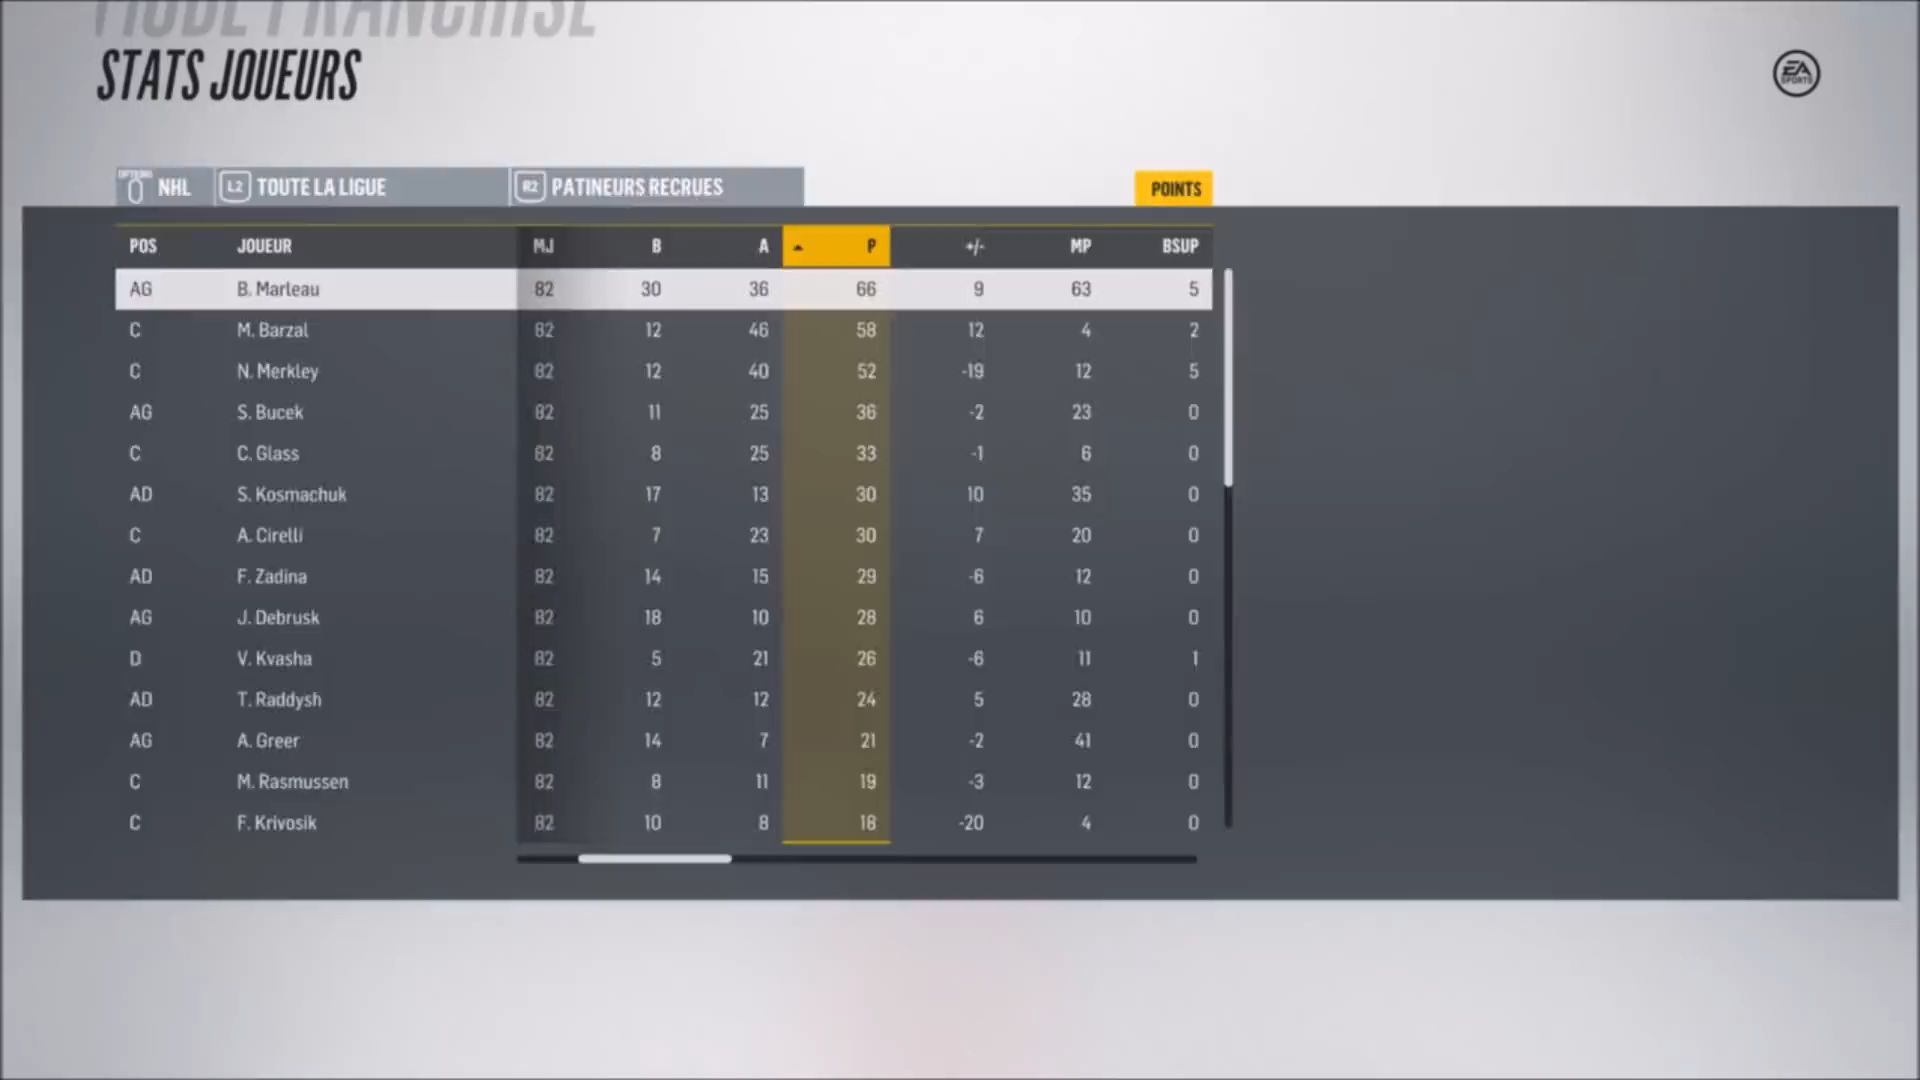 MODE FRANCHISE
STATS JOUEURS
EA SPORTS
OPTIONS NHL L2 TOUTE LA LIGUE R2 PATINEURS RECRUES POINTS
POS JOUEUR MJ B A P +/- MP BSUP
AG B. Marleau 82 30 36 66 9 63 5
C M. Barzal 82 12 46 58 12 4 2
C N. Merkley 82 12 40 52 -19 12 5
AG S. Bucek 82 11 25 36 -2 23 0
C C. Glass 82 8 25 33 -1 6 0
AD S. Kosmachuk 82 17 13 30 10 35 0
C A. Cirelli 82 7 23 30 7 20 0
AD F. Zadina 82 14 15 29 -6 12 0
AG J. Debrusk 82 18 10 28 6 10 0
D V. Kvasha 82 5 21 26 -6 11 1
AD T. Raddysh 82 12 12 24 5 28 0
AG A. Greer 82 14 7 21 -2 41 0
C M. Rasmussen 82 8 11 19 -3 12 0
C F. Krivosik 82 10 8 18 -20 4 0